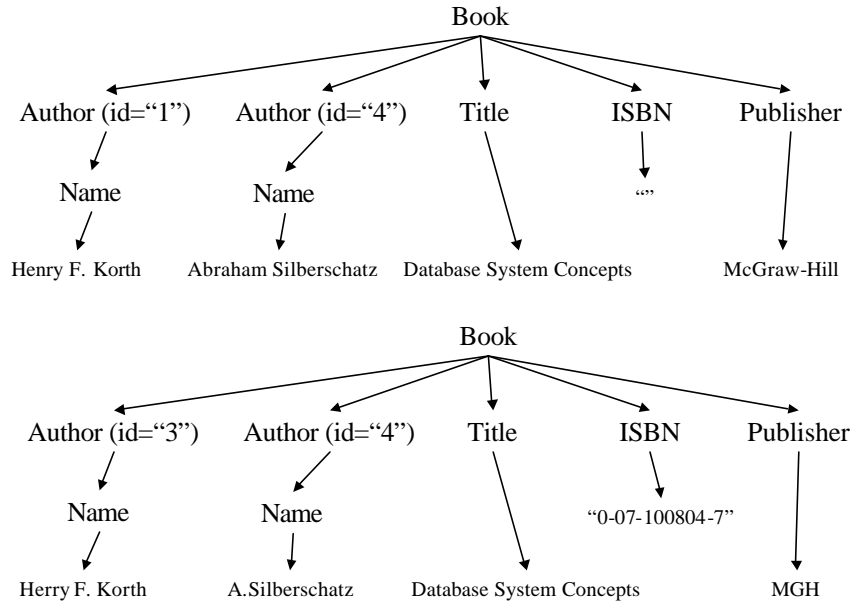 Book
Author (id=“1”) Author (id=“4”) Title ISBN Publisher
Name Name “”
Henry F. Korth Abraham Silberschatz Database System Concepts McGraw-Hill
Book
Author (id=“3”) Author (id=“4”) Title ISBN Publisher
Name Name “0-07-100804-7”
Herry F. Korth A.Silberschatz Database System Concepts MGH